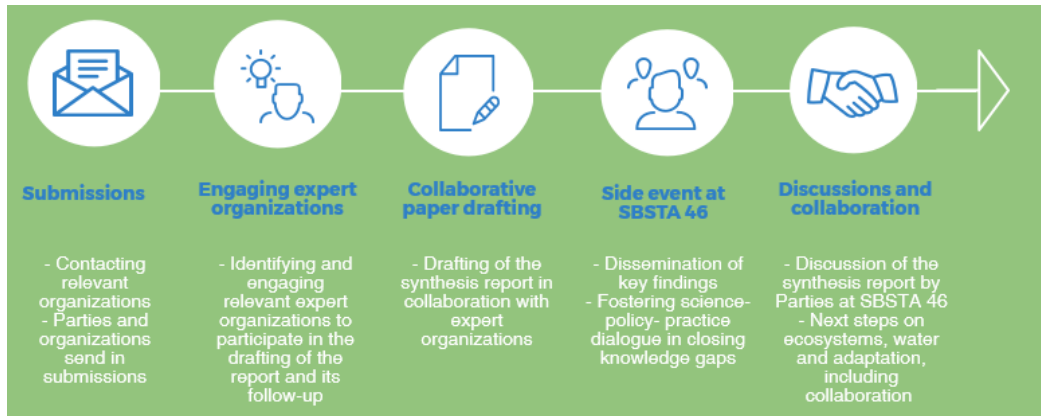 Submissions
- Contacting
relevant
organizations
- Parties and
organizations
send in
submissions
Engaging expert
organizations
- Identifying and
engaging
relevant expert
organizations to
participate in the
drafting of the
report and its
follow-up
Collaborative
paper drafting
- Drafting of the
synthesis report in
collaboration with
expert
organizations
Side event at
SBSTA 46
- Dissemination of
key findings
- Fostering science-
policy- practice
dialogue in closing
knowledge gaps
Discussions and
collaboration
- Discussion of the
synthesis report by
Parties at SBSTA 46
- Next steps on
ecosystems, water
and adaptation,
including
collaboration